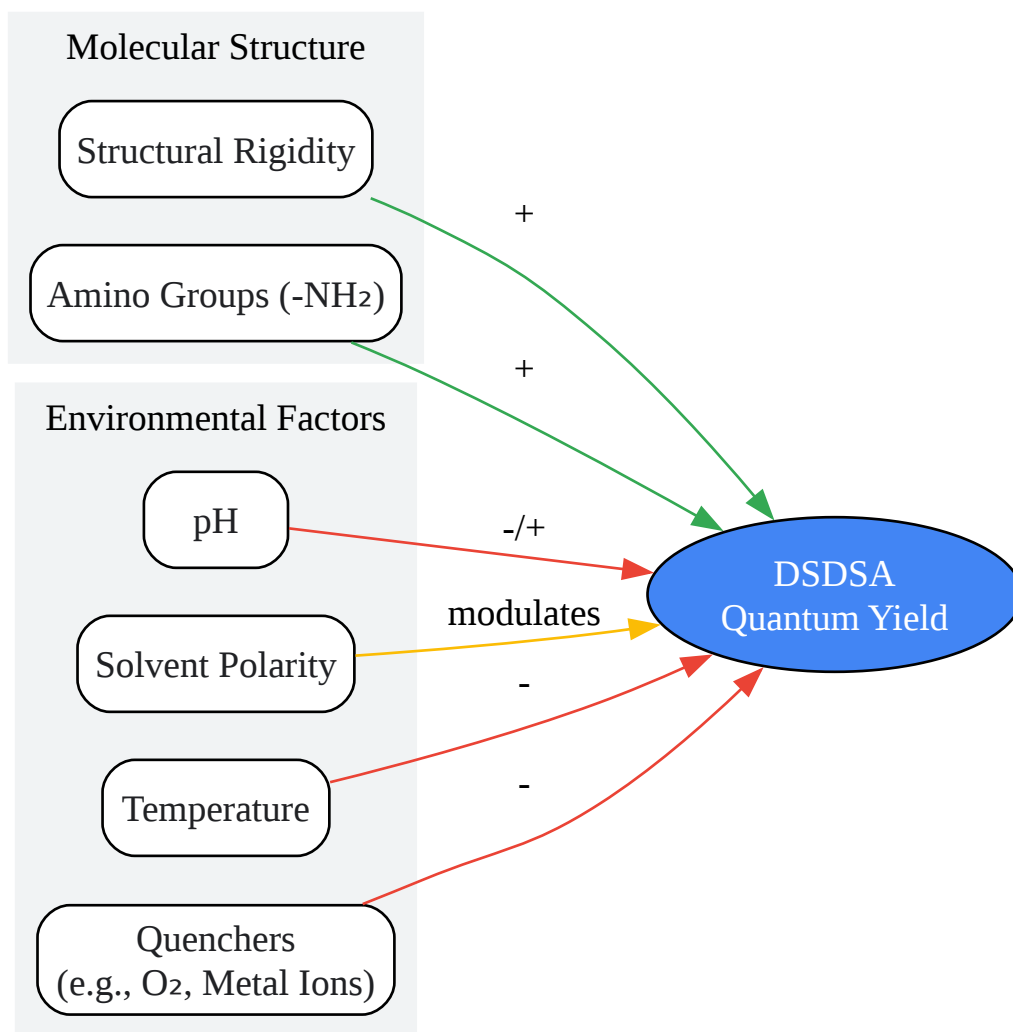 Molecular Structure
Structural Rigidity
+
Amino Groups (-NH₂)
+
Environmental Factors
pH
-/+
DSDSA
Quantum Yield
modulates
Solvent Polarity
-
Temperature
-
Quenchers
(e.g., O₂, Metal Ions)